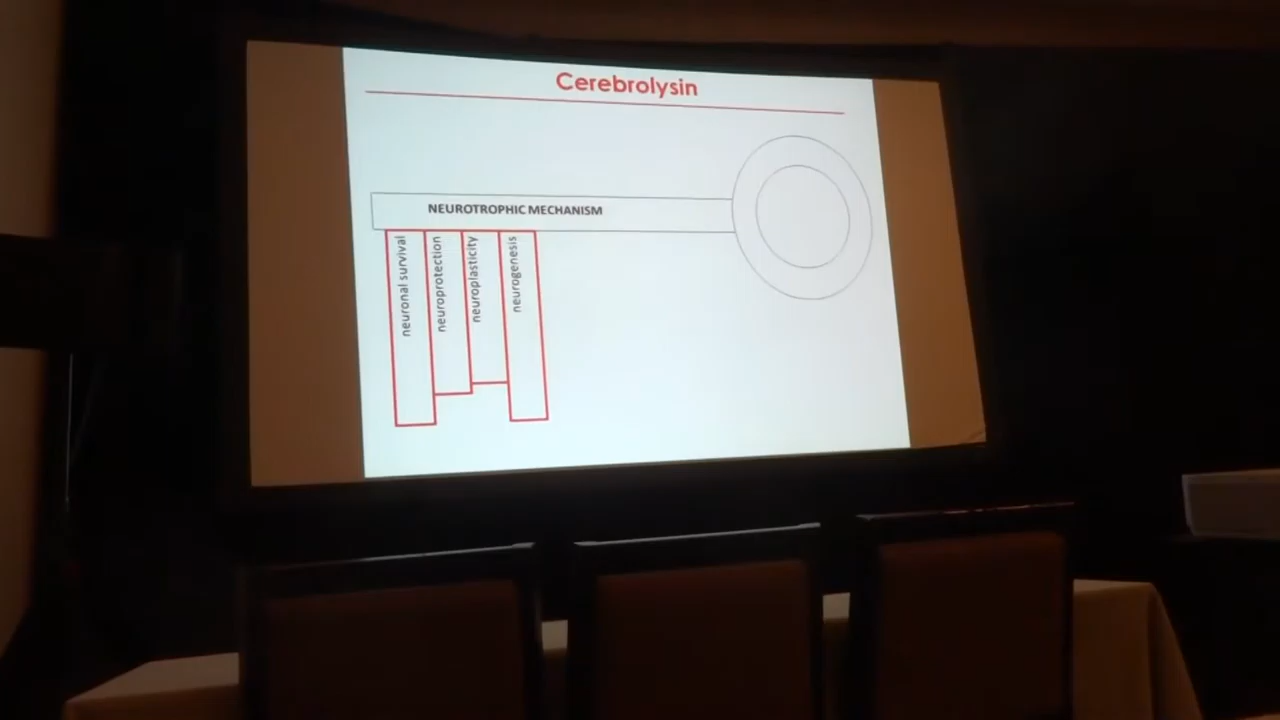 Cerebrolysin
NEUROTROPHIC MECHANISM
neuronal survival
neuroprotection
neuroplasticity
neurogenesis